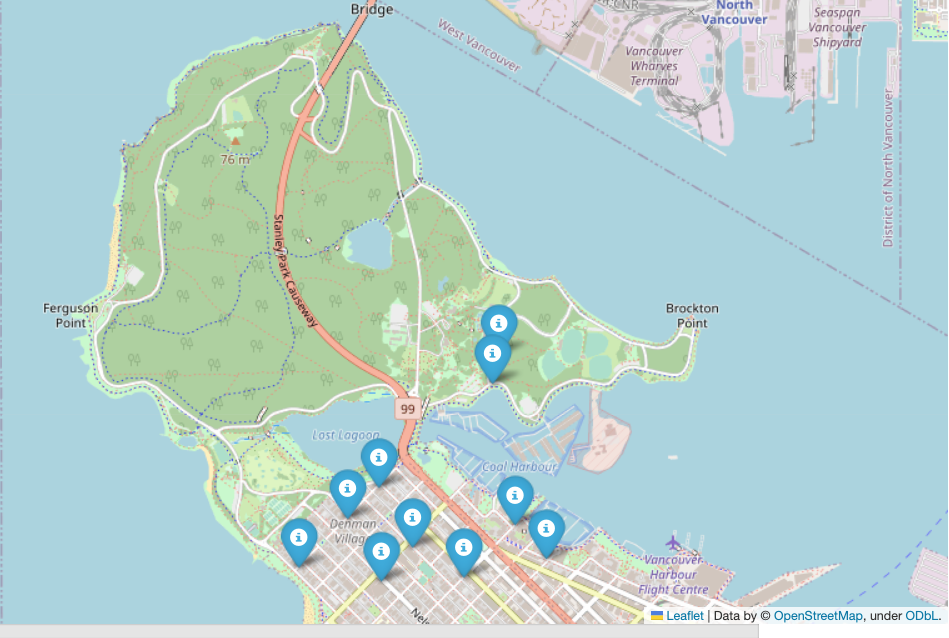 Bridge
West Vancouver
CNR
North
Vancouver
Seaspan
Vancouver
Shipyard
Vancouver
Wharves
Terminal
District of North Vancouver
76 m
Stanley Park Causeway
Ferguson
Point
Brockton
Point
99
Lost Lagoon
Coal Harbour
Denman
Village
Vancouver
Harbour
Flight Centre
Nels
Leaflet | Data by © OpenStreetMap, under ODbL.